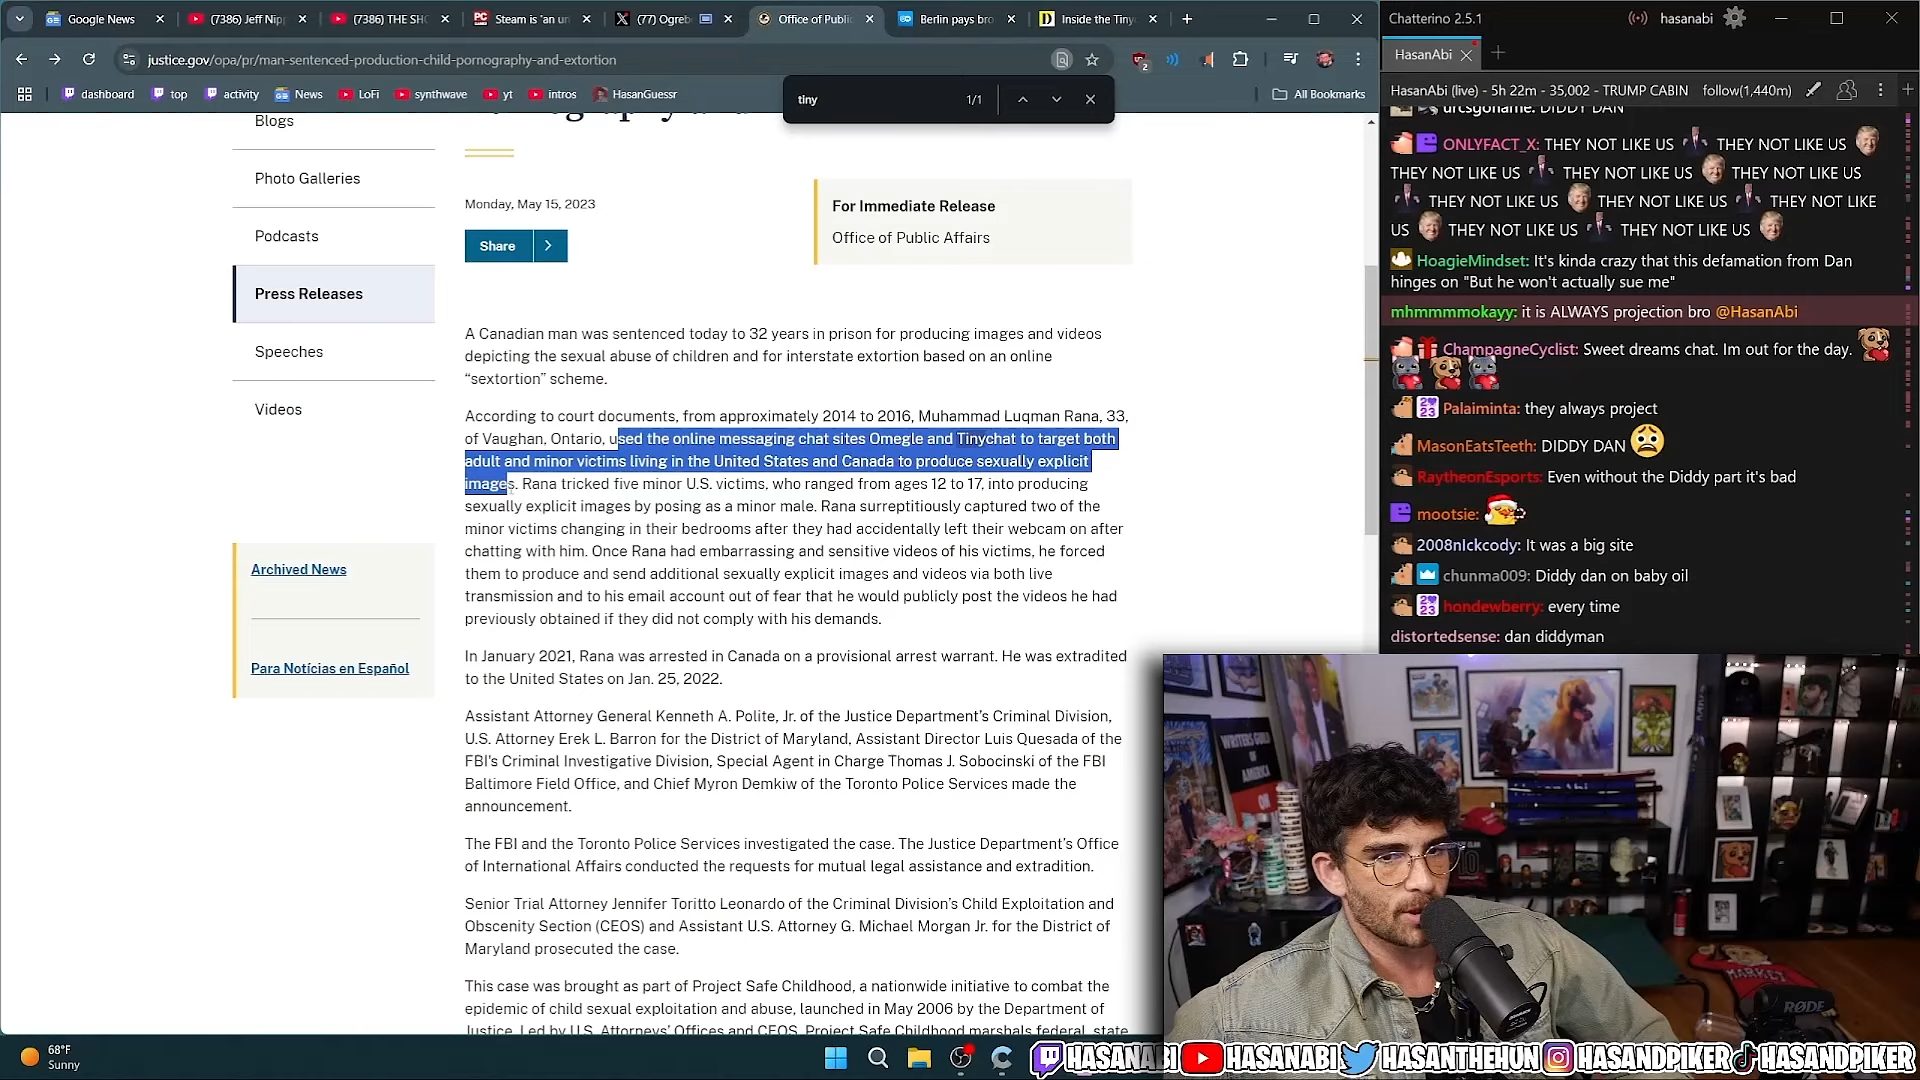 Google News
(7386) Jeff Nipp
(7386) THE SHO
Steam is 'an un
(77) Ogreb
Office of Public
Berlin pays bro
Inside the Tiny
justice.gov/opa/pr/man-sentenced-production-child-pornography-and-extortion
dashboard
top
activity
News
LoFi
synthwave
yt
intros
HasanGuessr
All Bookmarks
tiny
1/1
Blogs
Photo Galleries
Podcasts
Press Releases
Speeches
Videos
Archived News
Para Notícias en Español
Monday, May 15, 2023
Share
For Immediate Release
Office of Public Affairs
A Canadian man was sentenced today to 32 years in prison for producing images and videos
depicting the sexual abuse of children and for interstate extortion based on an online
“sextortion” scheme.
According to court documents, from approximately 2014 to 2016, Muhammad Luqman Rana, 33,
of Vaughan, Ontario, used the online messaging chat sites Omegle and Tinychat to target both
adult and minor victims living in the United States and Canada to produce sexually explicit
images. Rana tricked five minor U.S. victims, who ranged from ages 12 to 17, into producing
sexually explicit images by posing as a minor male. Rana surreptitiously captured two of the
minor victims changing in their bedrooms after they had accidentally left their webcam on after
chatting with him. Once Rana had embarrassing and sensitive videos of his victims, he forced
them to produce and send additional sexually explicit images and videos via both live
transmission and to his email account out of fear that he would publicly post the videos he had
previously obtained if they did not comply with his demands.
In January 2021, Rana was arrested in Canada on a provisional arrest warrant. He was extradited
to the United States on Jan. 25, 2022.
Assistant Attorney General Kenneth A. Polite, Jr. of the Justice Department’s Criminal Division,
U.S. Attorney Erek L. Barron for the District of Maryland, Assistant Director Luis Quesada of the
FBI's Criminal Investigative Division, Special Agent in Charge Thomas J. Sobocinski of the FBI
Baltimore Field Office, and Chief Myron Demkiw of the Toronto Police Services made the
announcement.
The FBI and the Toronto Police Services investigated the case. The Justice Department’s Office
of International Affairs conducted the requests for mutual legal assistance and extradition.
Senior Trial Attorney Jennifer Toritto Leonardo of the Criminal Division’s Child Exploitation and
Obscenity Section (CEOS) and Assistant U.S. Attorney G. Michael Morgan Jr. for the District of
Maryland prosecuted the case.
This case was brought as part of Project Safe Childhood, a nationwide initiative to combat the
epidemic of child sexual exploitation and abuse, launched in May 2006 by the Department of
Justice. Led by U.S. Attorneys’ Offices and CEOS, Project Safe Childhood marshals federal, state
Chatterino 2.5.1
hasanabi
HasanAbi
HasanAbi (live) - 5h 22m - 35,002 - TRUMP CABIN
follow(1,440m)
urcsgoname: DIDDY DAN
ONLYFACT_X: THEY NOT LIKE US THEY NOT LIKE US
THEY NOT LIKE US THEY NOT LIKE US THEY NOT LIKE US
THEY NOT LIKE US THEY NOT LIKE US THEY NOT LIKE
US THEY NOT LIKE US THEY NOT LIKE US
HoagieMindset: It's kinda crazy that this defamation from Dan
hinges on "But he won't actually sue me"
mhmmmmokayy: it is ALWAYS projection bro @HasanAbi
ChampagneCyclist: Sweet dreams chat. Im out for the day.
Palaiminta: they always project
MasonEatsTeeth: DIDDY DAN
RaytheonEsports: Even without the Diddy part it's bad
mootsie:
2008nIckcody: It was a big site
chunma009: Diddy dan on baby oil
hondewberry: every time
distortedsense: dan diddyman
WRITERS GUILD
OF
AMERICA
RØDE
68°F
Sunny
HASANABI
HASANABI
HASANTHEHUN
HASANDPIKER
HASANDPIKER